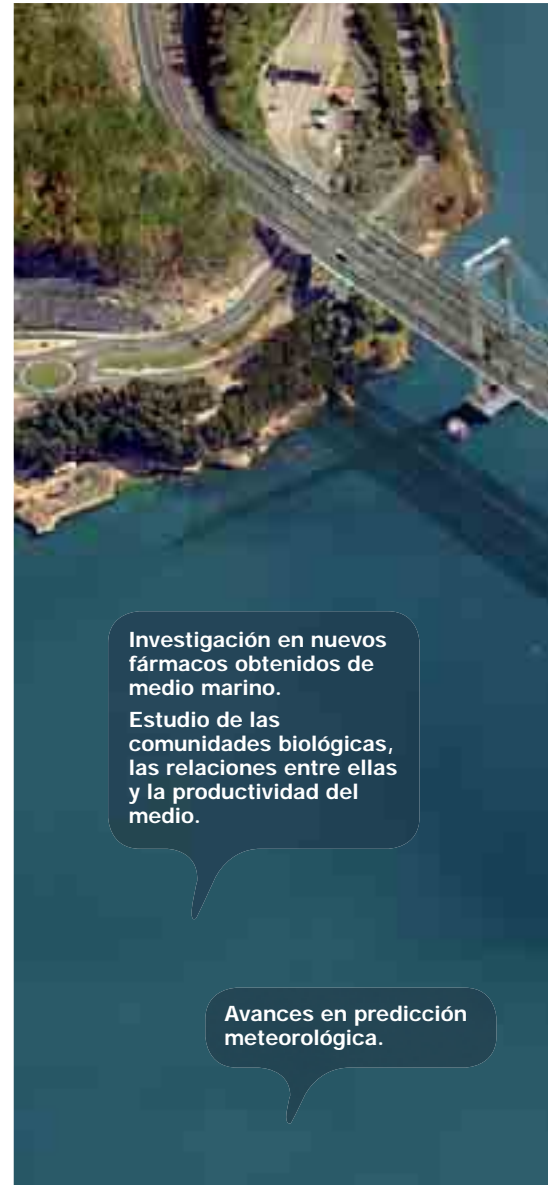 Investigación en nuevos
fármacos obtenidos de
medio marino.
Estudio de las
comunidades biológicas,
las relaciones entre ellas
y la productividad del
medio.
Avances en predicción
meteorológica.